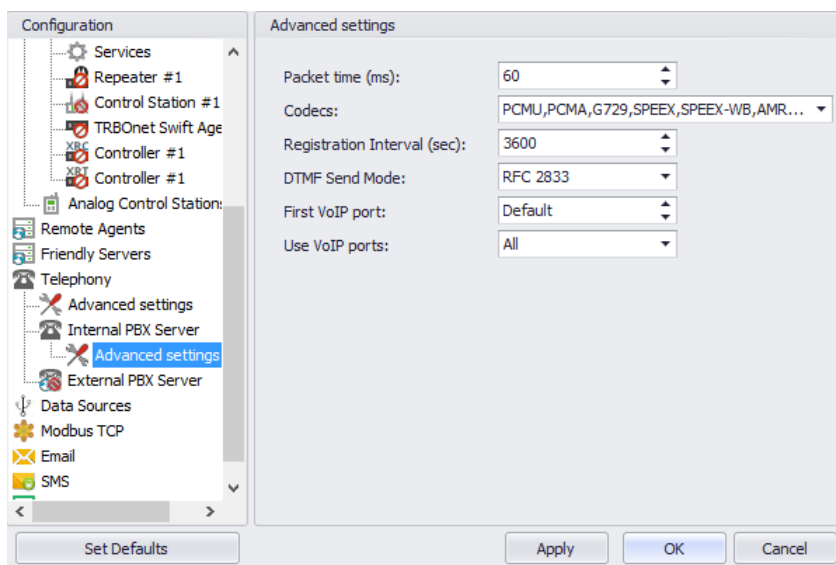 Configuration
Services
Repeater #1
Control Station #1
TRBOnet Swift Age
XRC Controller #1
XRT Controller #1
Analog Control Stations
Remote Agents
Friendly Servers
Telephony
Advanced settings
Internal PBX Server
Advanced settings
External PBX Server
Data Sources
Modbus TCP
Email
SMS
Set Defaults
Advanced settings
Packet time (ms): 60
Codecs: PCMU,PCMA,G729,SPEEX,SPEEX-WB,AMR...
Registration Interval (sec): 3600
DTMF Send Mode: RFC 2833
First VoIP port: Default
Use VoIP ports: All
Apply OK Cancel